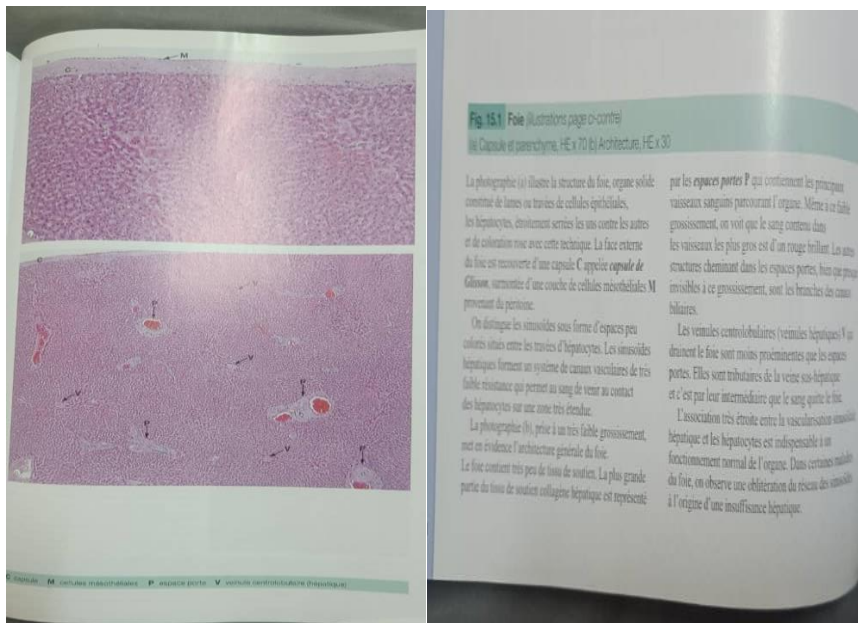 M
C
C
P
V
P
V
P
V
P
C capsule M cellules mésothéliales P espace porte V veinule centrolobulaire (hépatique)
Fig. 15.1 Foie (illustrations page ci-contre)
(a) Capsule et parenchyme, HE x 70 (b) Architecture, HE x 30
La photographie (a) illustre la structure du foie, organe solide
constitué de lames ou travées de cellules épithéliales,
les hépatocytes, étroitement serrées les uns contre les autres
et de coloration rose avec cette technique. La face externe
du foie est recouverte d'une capsule C appelée capsule de
Glisson, surmontée d'une couche de cellules mésothéliales M
provenant du péritoine.
On distingue les sinusoïdes sous forme d'espaces peu
colorés situés entre les travées d'hépatocytes. Les sinusoïdes
hépatiques forment un système de canaux vasculaires de très
faible résistance qui permet au sang de venir au contact
des hépatocytes sur une zone très étendue.
La photographie (b), prise à un très faible grossissement,
met en évidence l'architecture générale du foie.
Le foie contient très peu de tissu de soutien. La plus grande
partie du tissu de soutien collagène hépatique est représenté
par les espaces portes P qui contiennent les principaux
vaisseaux sanguins parcourant l'organe. Même à ce faible
grossissement, on voit que le sang contenu dans
les vaisseaux les plus gros est d'un rouge brillant. Les autres
structures cheminant dans les espaces portes, bien que
invisibles à ce grossissement, sont les branches des canaux
biliaires.
Les veinules centrolobulaires (veinules hépatiques) V qui
drainent le foie sont moins proéminentes que les espaces
portes. Elles sont tributaires de la veine sus-hépatique
et c'est par leur intermédiaire que le sang quitte le foie.
L'association très étroite entre la vascularisation
hépatique et les hépatocytes est indispensable à un
fonctionnement normal de l'organe. Dans certaines maladies
du foie, on observe une oblitération du réseau des sinusoïdes
à l'origine d'une insuffisance hépatique.